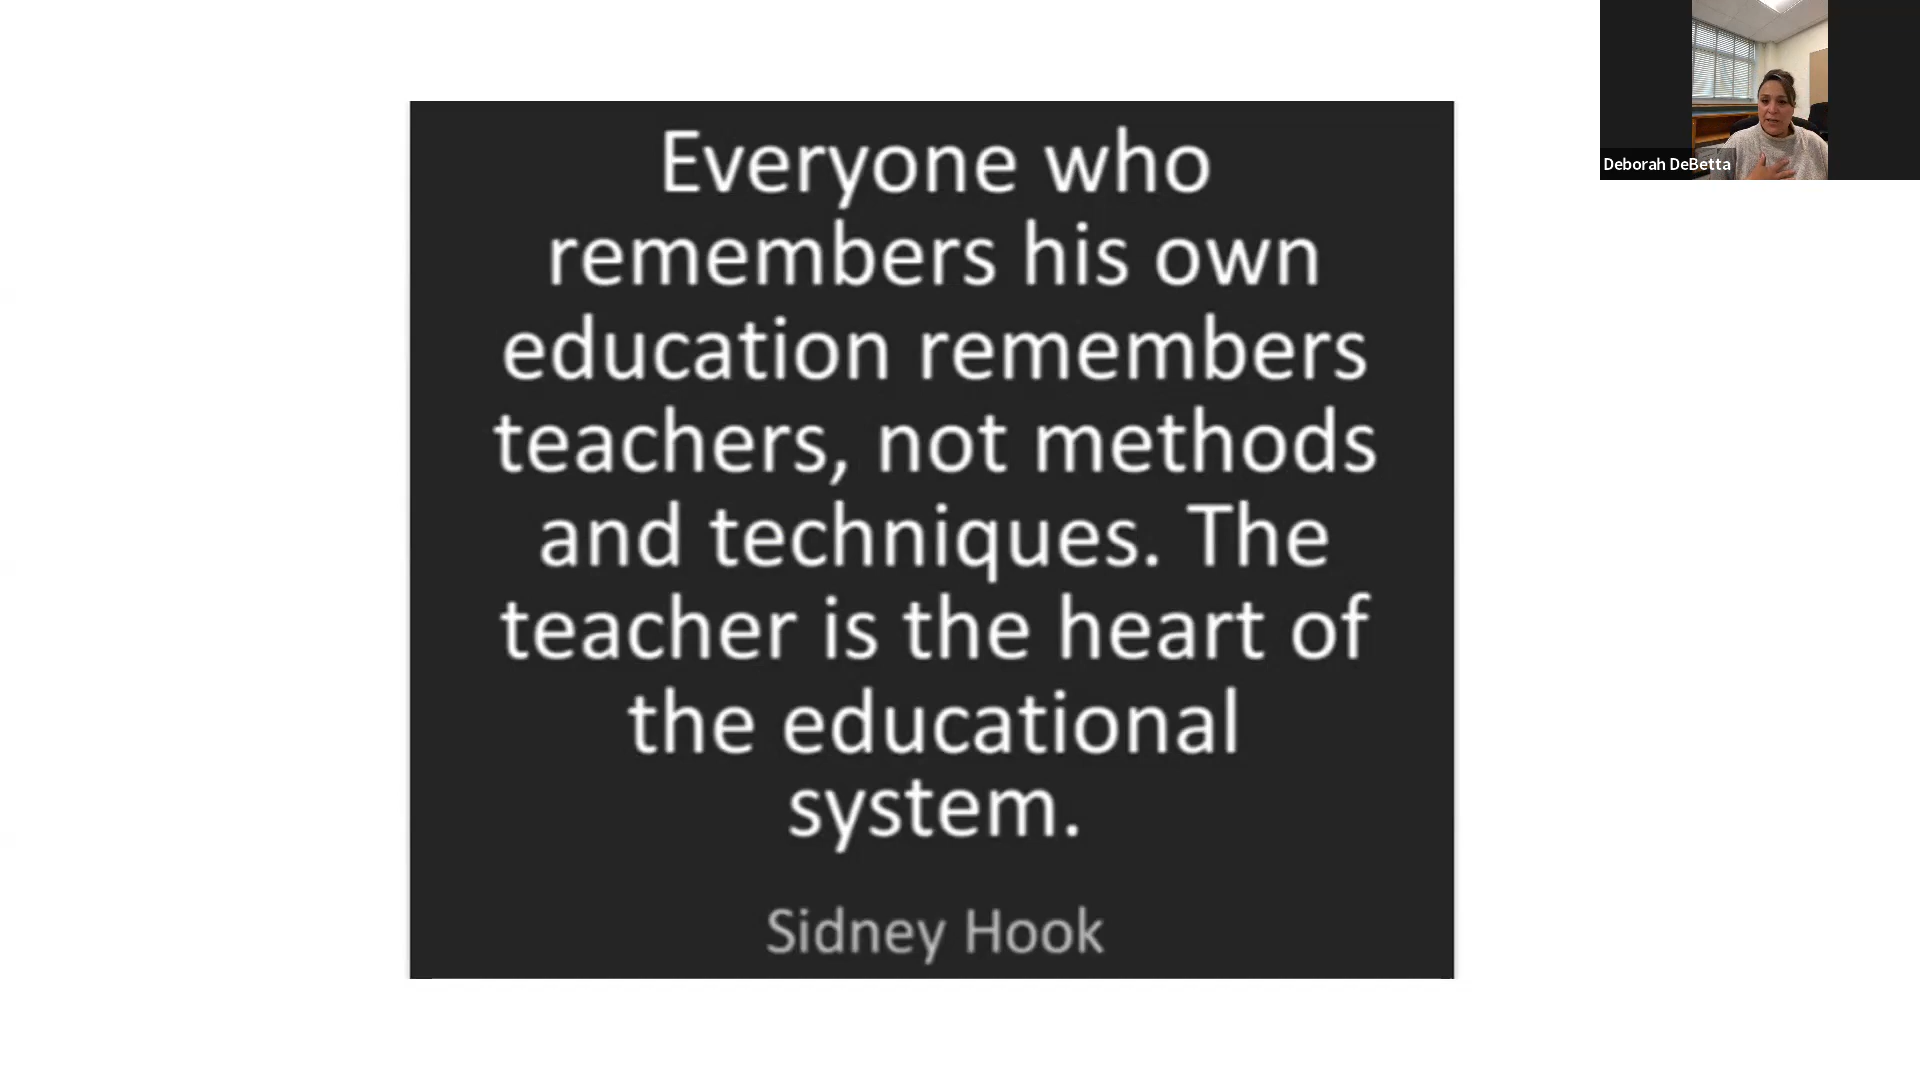 Everyone who
remembers his own
education remembers
teachers, not methods
and techniques. The
teacher is the heart of
the educational
system.
Sidney Hook
Deborah DeBetta